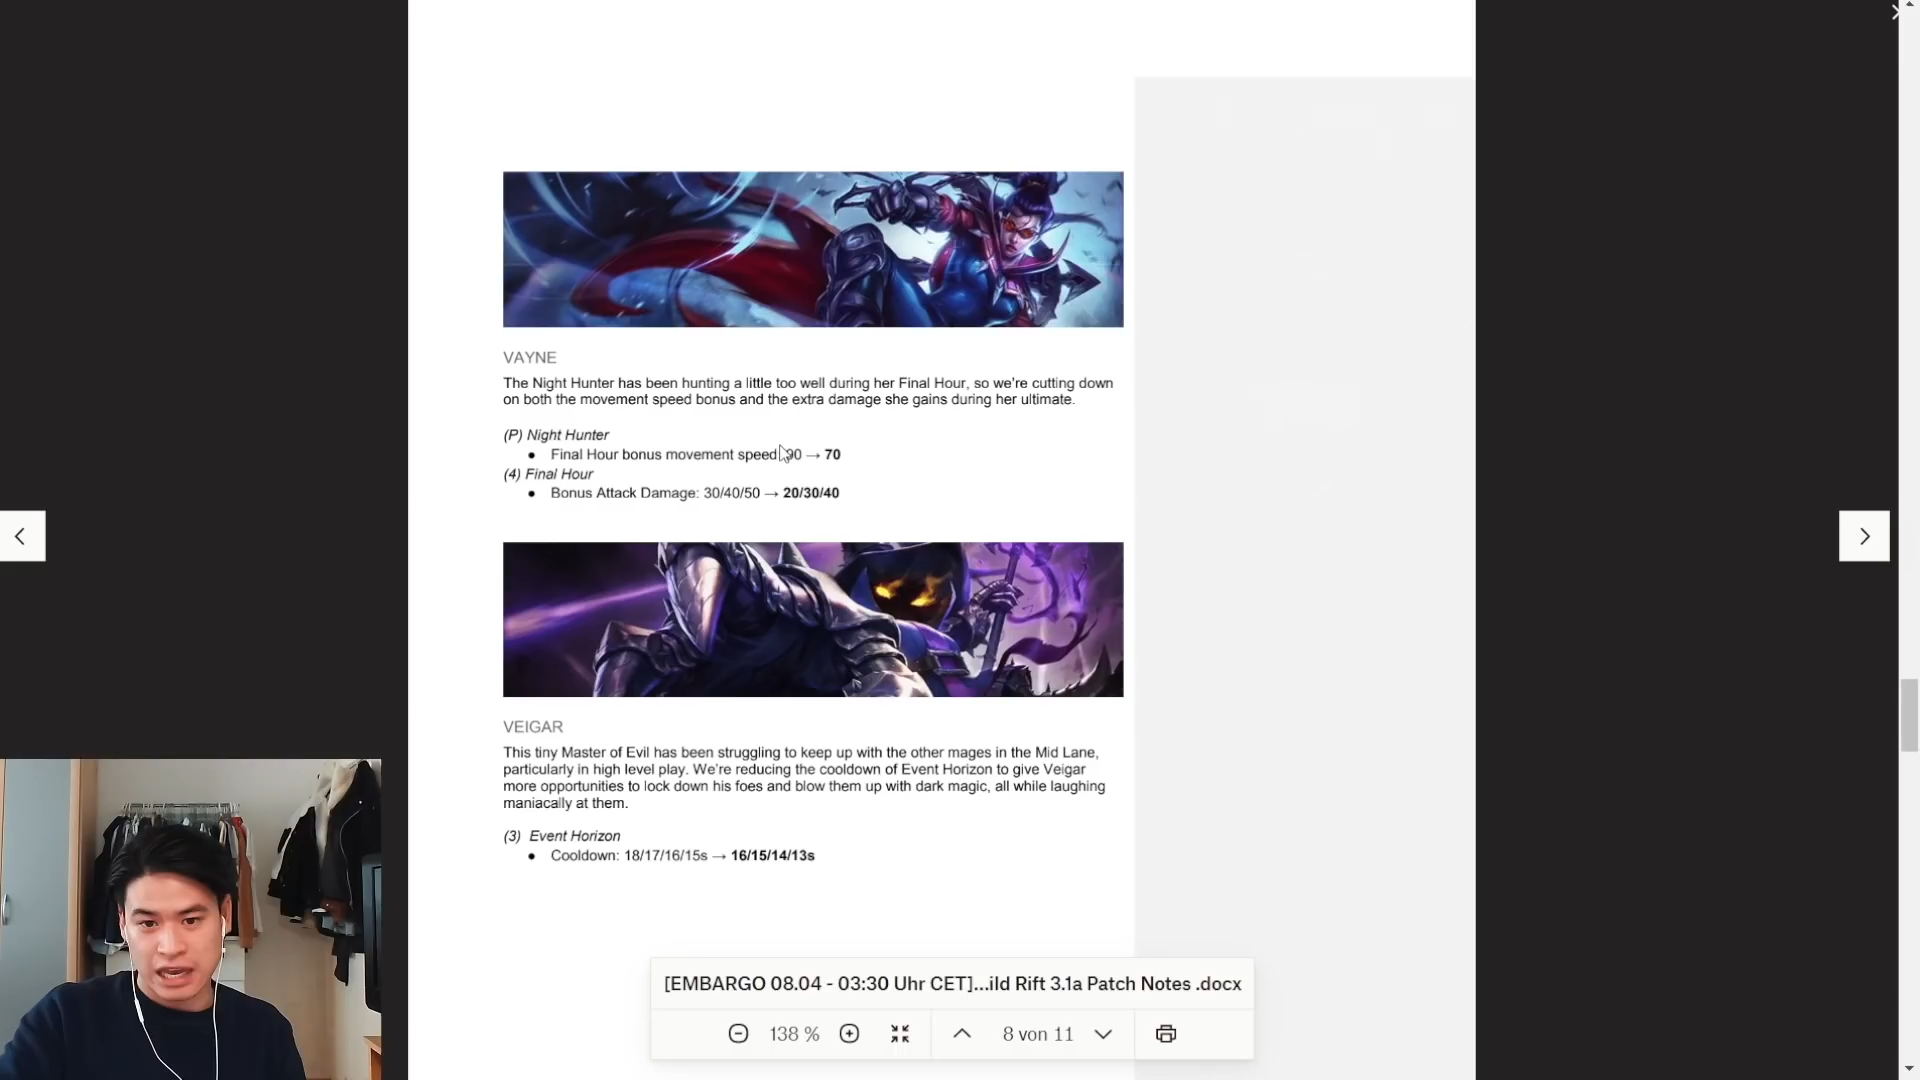 VAYNE
The Night Hunter has been hunting a little too well during her Final Hour, so we're cutting down
on both the movement speed bonus and the extra damage she gains during her ultimate.
(P) Night Hunter
● Final Hour bonus movement speed: 90 → 70
(4) Final Hour
● Bonus Attack Damage: 30/40/50 → 20/30/40
VEIGAR
This tiny Master of Evil has been struggling to keep up with the other mages in the Mid Lane,
particularly in high level play. We're reducing the cooldown of Event Horizon to give Veigar
more opportunities to lock down his foes and blow them up with dark magic, all while laughing
maniacally at them.
(3) Event Horizon
● Cooldown: 18/17/16/15s → 16/15/14/13s
[EMBARGO 08.04 - 03:30 Uhr CET]...ild Rift 3.1a Patch Notes .docx
138 %
8 von 11